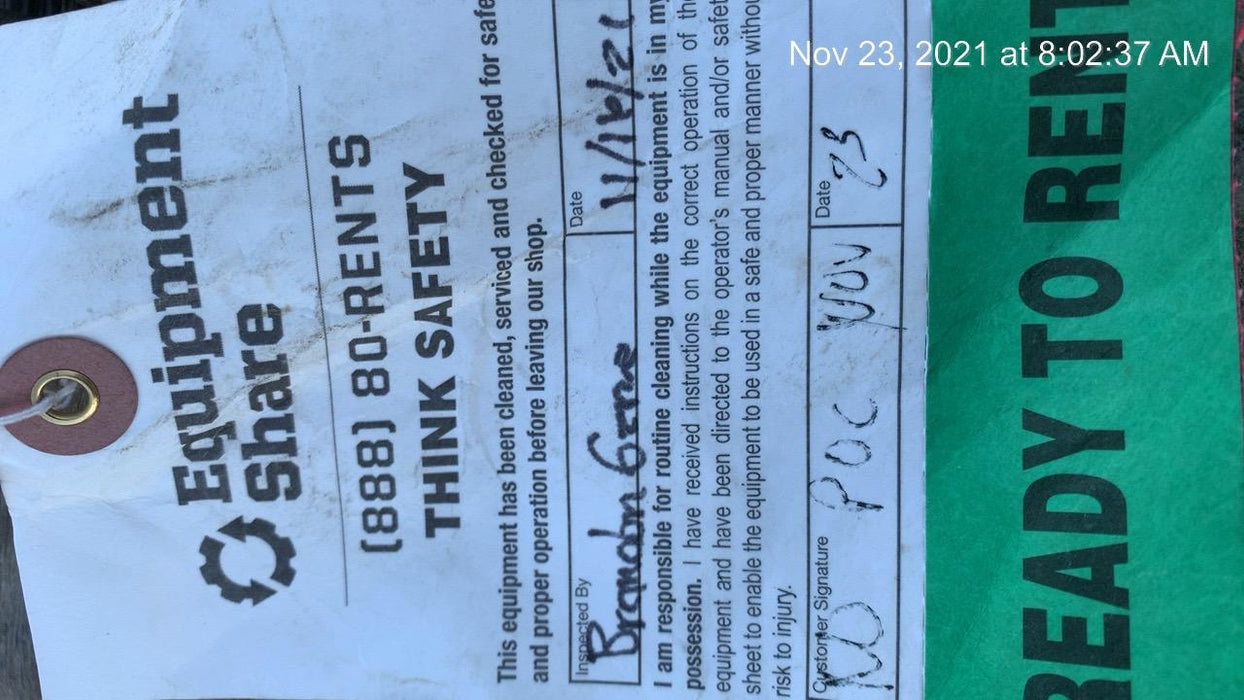 Nov 23, 2021 at 8:02:37 AM
Equipment
Share
(888) 80-RENTS
THINK SAFETY
This equipment has been cleaned, serviced and checked for safe
and proper operation before leaving our shop.
Inspected By Date
Brandon 11/16/21
I am responsible for routine cleaning while the equipment is in my
possession. I have received instructions on the correct operation of the
equipment and have been directed to the operator's manual and/or safet
sheet to enable the equipment to be used in a safe and proper manner withou
risk to injury.
Customer Signature Date
NO POC NOV 23
READY TO RENT